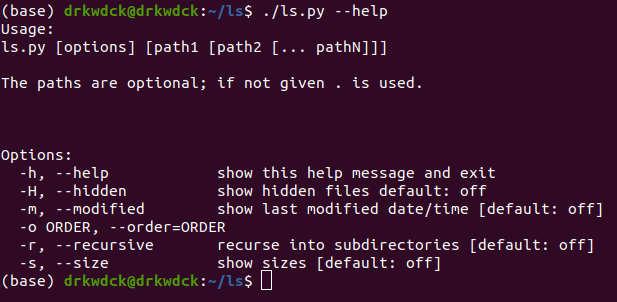 (base) drkwdck@drkwdck:~/ls$ ./ls.py --help
Usage:
ls.py [options] [path1 [path2 [... pathN]]]

The paths are optional; if not given . is used.

Options:
  -h, --help            show this help message and exit
  -H, --hidden          show hidden files default: off
  -m, --modified        show last modified date/time [default: off]
  -o ORDER, --order=ORDER
  -r, --recursive       recurse into subdirectories [default: off]
  -s, --size            show sizes [default: off]
(base) drkwdck@drkwdck:~/ls$